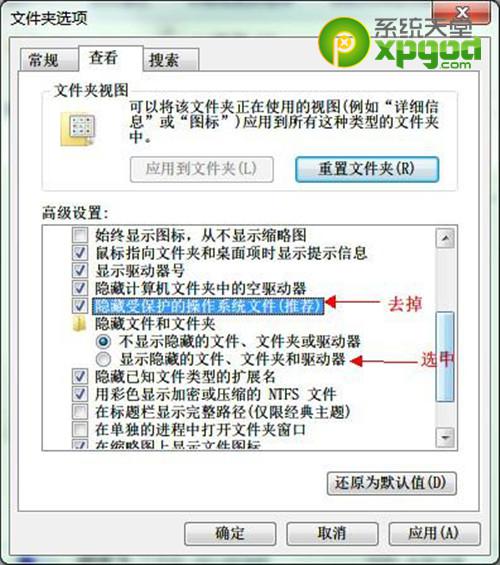 文件夹选项
系统天堂
xpgod.com
常规
查看
搜索
文件夹视图
可以将该文件夹正在使用的视图(例如“详细信
息”或“图标”)应用到所有这种类型的文件夹
中。
应用到文件夹(L)
重置文件夹(R)
高级设置:
始终显示图标，从不显示缩略图
鼠标指向文件夹和桌面项时显示提示信息
显示驱动器号
隐藏计算机文件夹中的空驱动器
隐藏受保护的操作系统文件(推荐)
去掉
隐藏文件和文件夹
不显示隐藏的文件、文件夹或驱动器
显示隐藏的文件、文件夹和驱动器
选中
隐藏已知文件类型的扩展名
用彩色显示加密或压缩的 NTFS 文件
在标题栏显示完整路径(仅限经典主题)
在单独的进程中打开文件夹窗口
在缩略图上显示文件图标
还原为默认值(D)
确定
取消
应用(A)